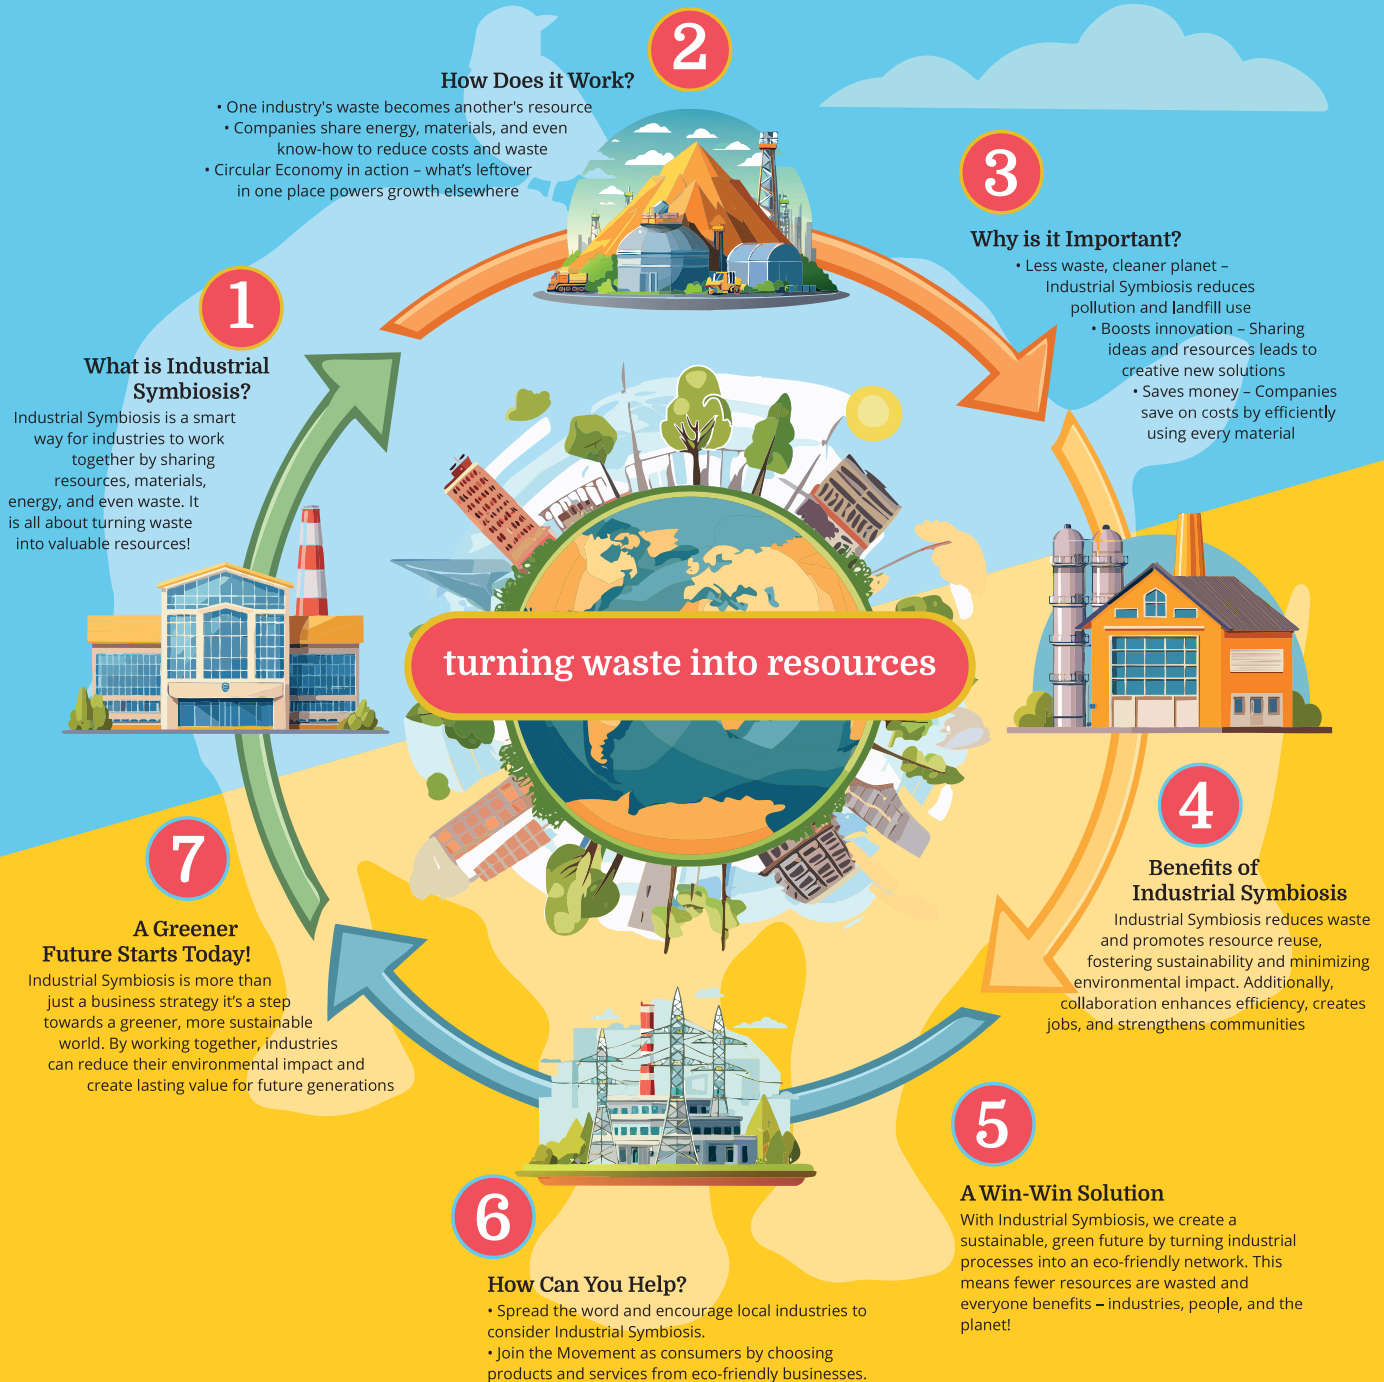 1
What is Industrial
Symbiosis?
Industrial Symbiosis is a smart
way for industries to work
together by sharing
resources, materials,
energy, and even waste. It
is all about turning waste
into valuable resources!
2
How Does it Work?
• One industry's waste becomes another's resource
• Companies share energy, materials, and even
know-how to reduce costs and waste
• Circular Economy in action – what's leftover
in one place powers growth elsewhere
3
Why is it Important?
• Less waste, cleaner planet –
Industrial Symbiosis reduces
pollution and landfill use
• Boosts innovation – Sharing
ideas and resources leads to
creative new solutions
• Saves money – Companies
save on costs by efficiently
using every material
turning waste into resources
4
Benefits of
Industrial Symbiosis
Industrial Symbiosis reduces waste
and promotes resource reuse,
fostering sustainability and minimizing
environmental impact. Additionally,
collaboration enhances efficiency, creates
jobs, and strengthens communities
5
A Win-Win Solution
With Industrial Symbiosis, we create a
sustainable, green future by turning industrial
processes into an eco-friendly network. This
means fewer resources are wasted and
everyone benefits – industries, people, and the
planet!
6
How Can You Help?
• Spread the word and encourage local industries to
consider Industrial Symbiosis.
• Join the Movement as consumers by choosing
products and services from eco-friendly businesses.
7
A Greener
Future Starts Today!
Industrial Symbiosis is more than
just a business strategy it's a step
towards a greener, more sustainable
world. By working together, industries
can reduce their environmental impact and
create lasting value for future generations